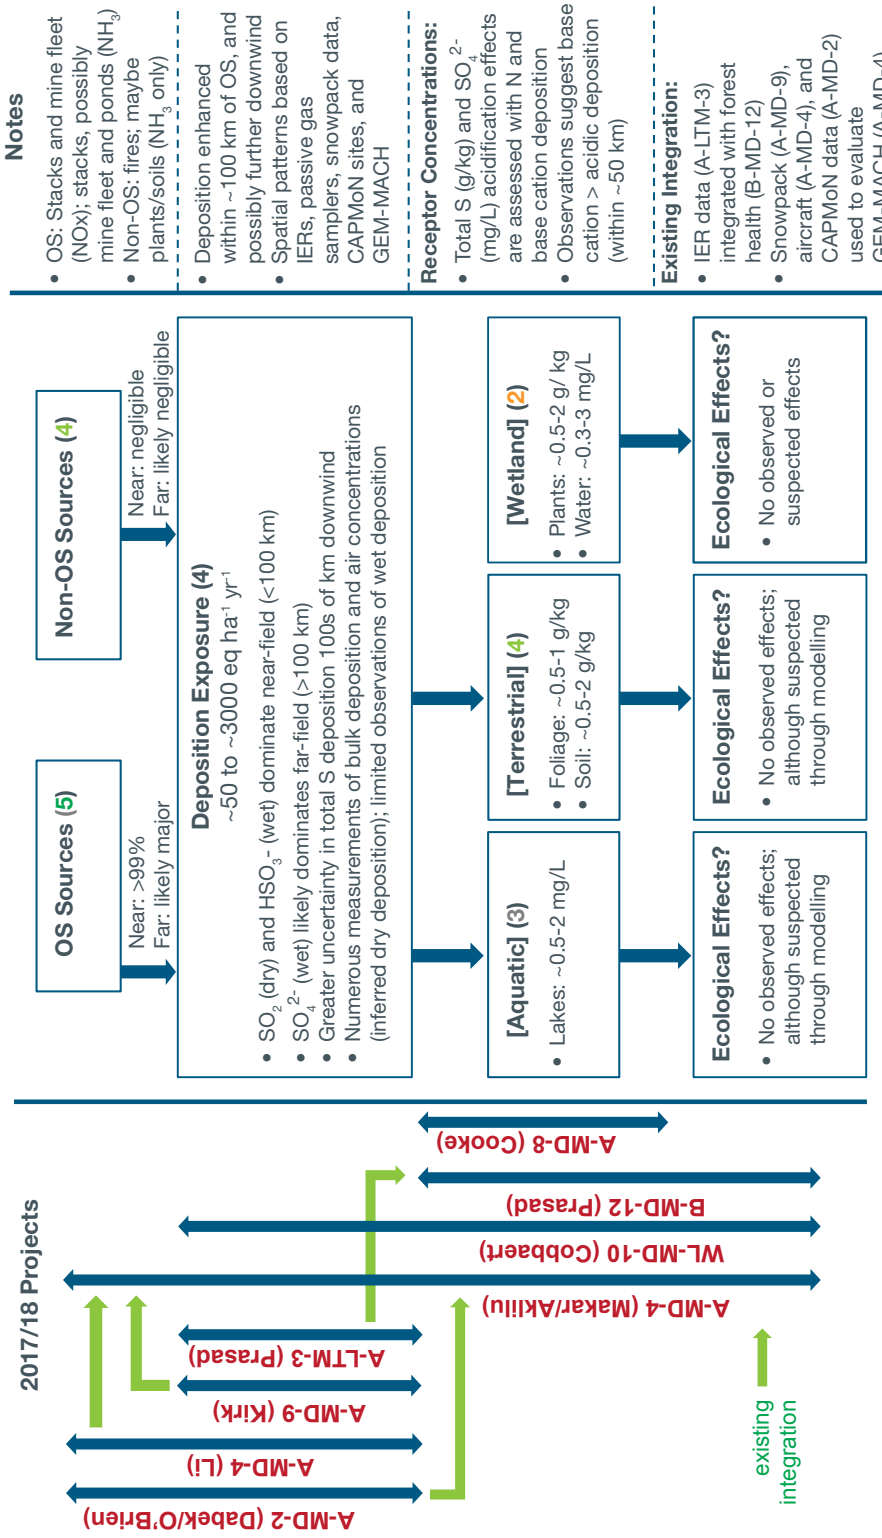 2017/18 Projects
A-MD-2 (Dabek/O'Brien)
A-MD-4 (Li)
A-MD-9 (Kirk)
A-LTM-3 (Prasad)
A-MD-4 (Makar/Aklilu)
WL-MD-10 (Cobbaert)
B-MD-12 (Prasad)
A-MD-8 (Cooke)
existing
integration
OS Sources (5)
Near: >99%
Far: likely major
Non-OS Sources (4)
Near: negligible
Far: likely negligible
Deposition Exposure (4)
~50 to ~3000 eq ha⁻¹ yr⁻¹
• SO₂ (dry) and HSO₃- (wet) dominate near-field (<100 km)
• SO₄²⁻ (wet) likely dominates far-field (>100 km)
• Greater uncertainty in total S deposition 100s of km downwind
• Numerous measurements of bulk deposition and air concentrations
(inferred dry deposition); limited observations of wet deposition
[Aquatic] (3)
• Lakes: ~0.5-2 mg/L
[Terrestrial] (4)
• Foliage: ~0.5-1 g/kg
• Soil: ~0.5-2 g/kg
[Wetland] (2)
• Plants: ~0.5-2 g/ kg
• Water: ~0.3-3 mg/L
Ecological Effects?
• No observed effects;
although suspected
through modelling
Ecological Effects?
• No observed effects;
although suspected
through modelling
Ecological Effects?
• No observed or
suspected effects
Notes
• OS: Stacks and mine fleet
(NOx); stacks, possibly
mine fleet and ponds (NH₃)
• Non-OS: fires; maybe
plants/soils (NH₃ only)
• Deposition enhanced
within ~100 km of OS, and
possibly further downwind
• Spatial patterns based on
IERs, passive gas
samplers, snowpack data,
CAPMoN sites, and
GEM-MACH
Receptor Concentrations:
• Total S (g/kg) and SO₄²⁻
(mg/L) acidification effects
are assessed with N and
base cation deposition
• Observations suggest base
cation > acidic deposition
(within ~50 km)
Existing Integration:
• IER data (A-LTM-3)
integrated with forest
health (B-MD-12)
• Snowpack (A-MD-9),
aircraft (A-MD-4), and
CAPMoN data (A-MD-2)
used to evaluate
GEM-MACH (A-MD-4)